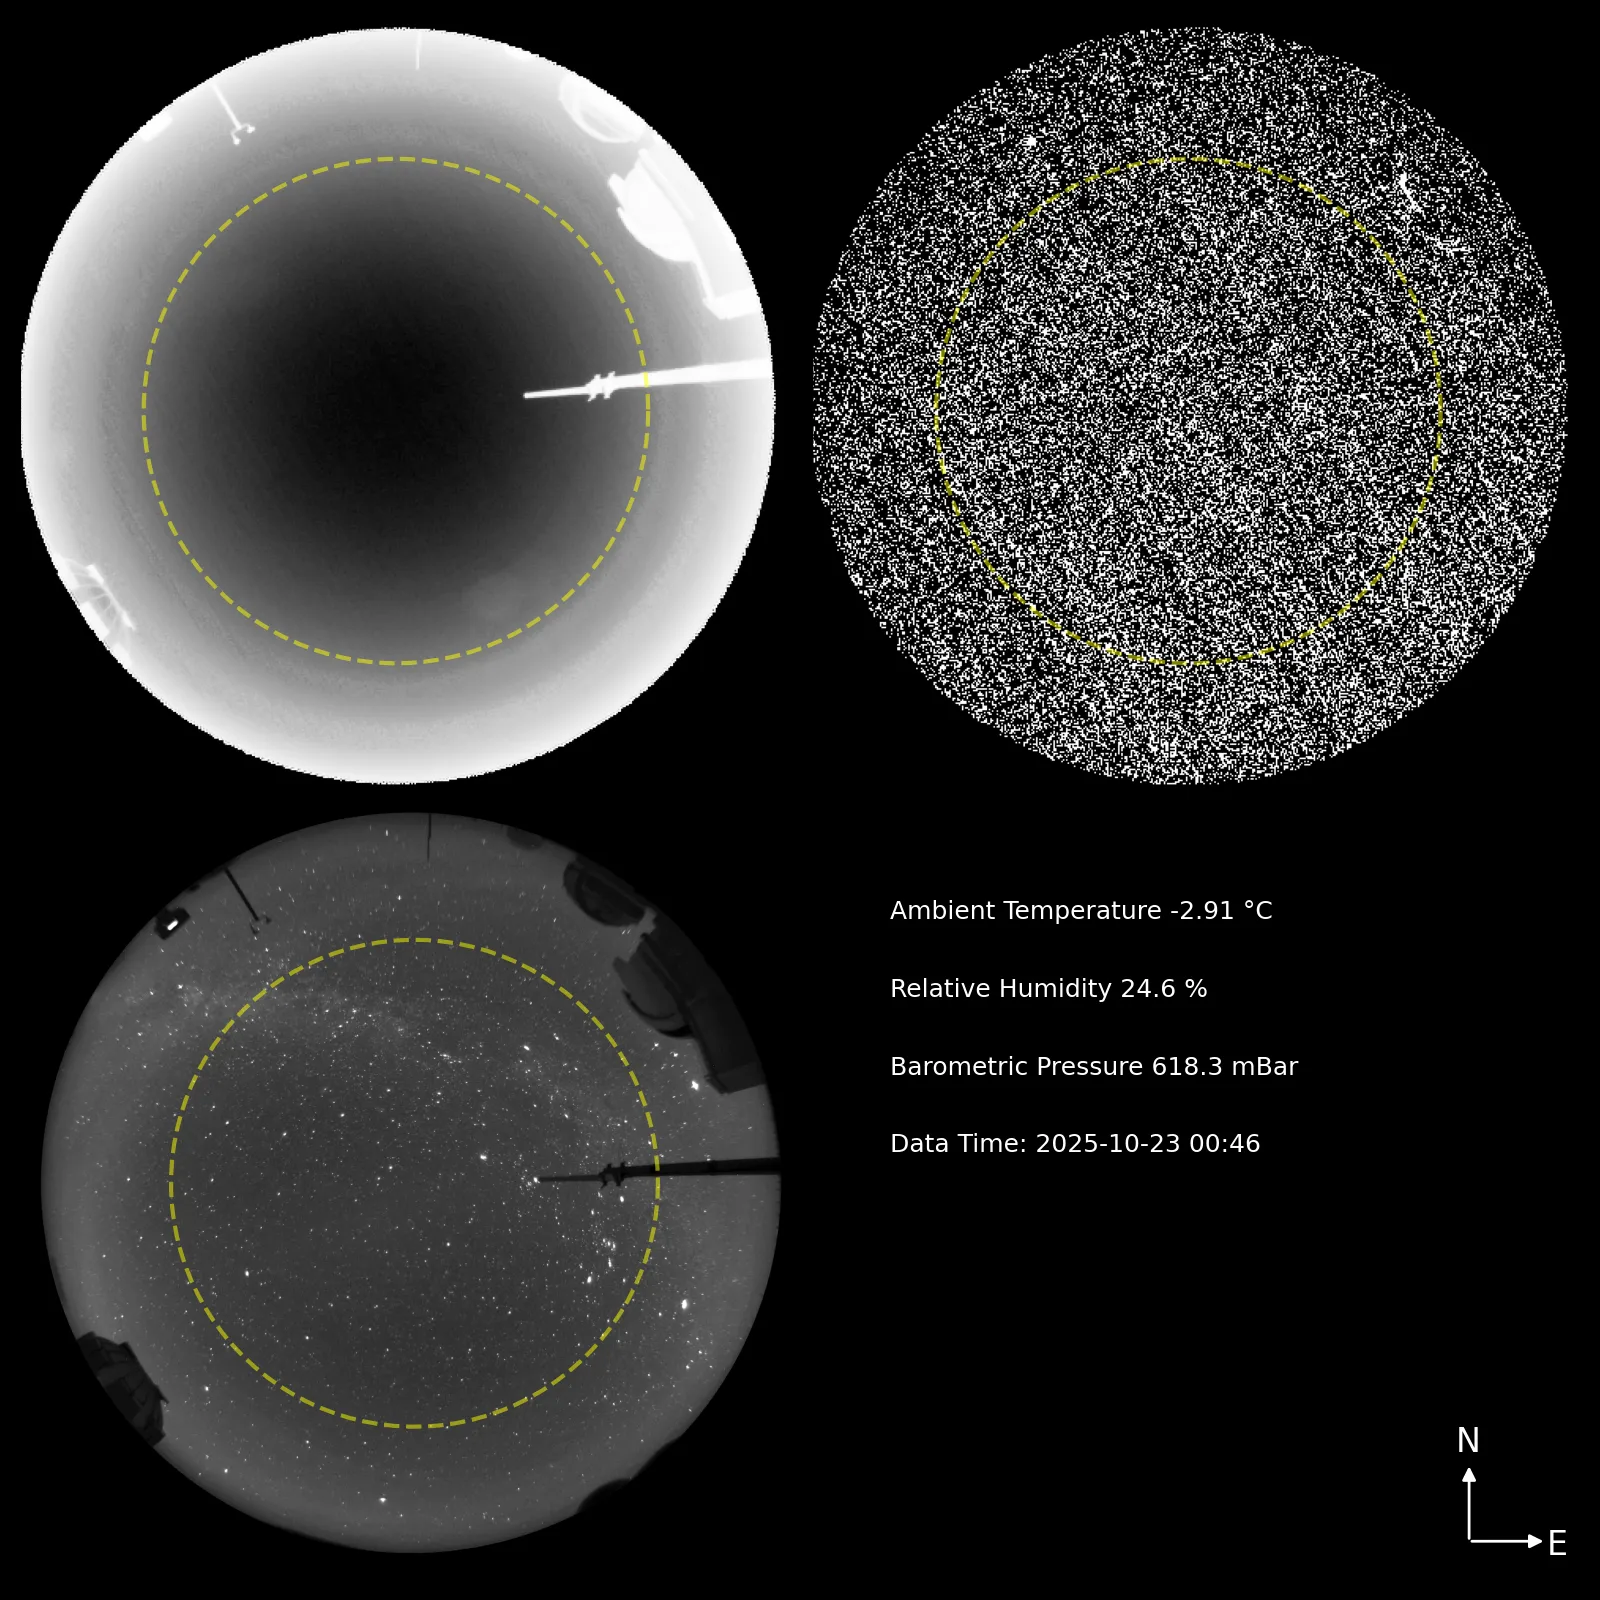 Ambient Temperature -2.91 °C
Relative Humidity 24.6 %
Barometric Pressure 618.3 mBar
Data Time: 2025-10-23 00:46
N
E